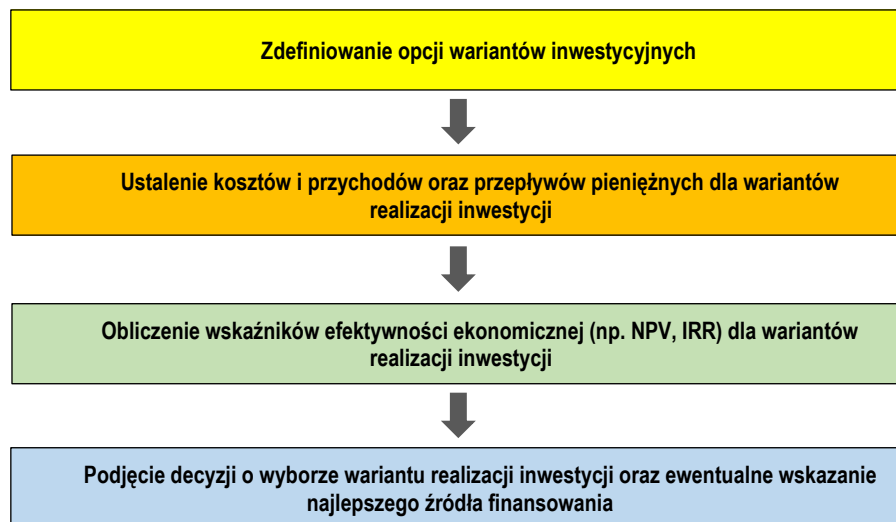 Zdefiniowanie opcji wariantów inwestycyjnych
Ustalenie kosztów i przychodów oraz przepływów pieniężnych dla wariantów
realizacji inwestycji
Obliczenie wskaźników efektywności ekonomicznej (np. NPV, IRR) dla wariantów
realizacji inwestycji
Podjęcie decyzji o wyborze wariantu realizacji inwestycji oraz ewentualne wskazanie
najlepszego źródła finansowania